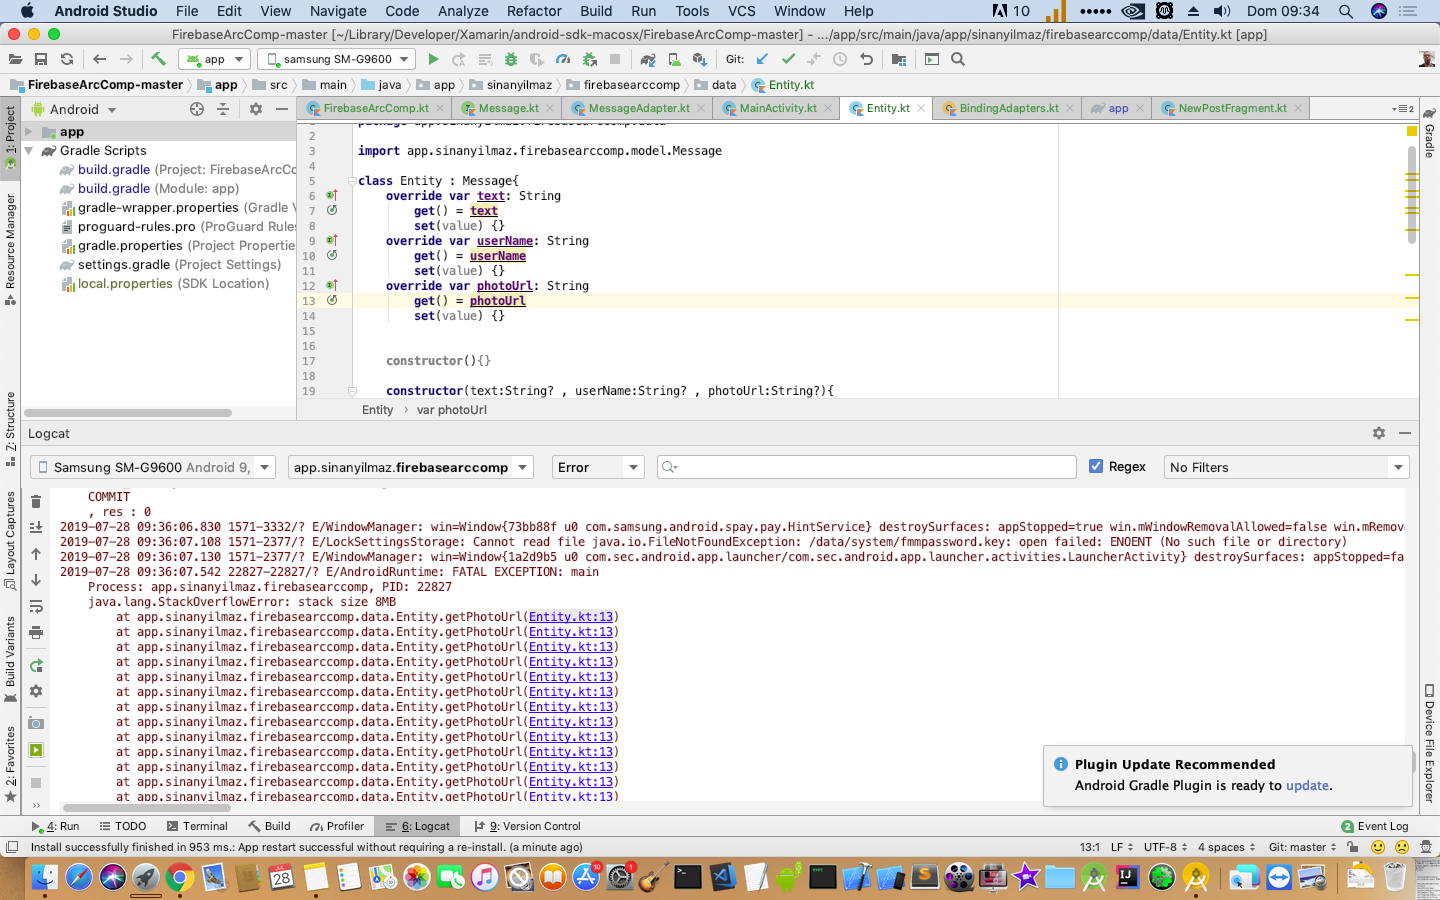 Android Studio File Edit View Navigate Code Analyze Refactor Build Run Tools VCS Window Help 10 Dom 09:34
FirebaseArcComp-master [~/Library/Developer/Xamarin/android-sdk-macosx/FirebaseArcComp-master] - .../app/src/main/java/app/sinanyilmaz/firebasearccomp/data/Entity.kt [app]
app samsung SM-G9600 Git:
FirebaseArcComp-master app src main java app sinanyilmaz firebasearccomp data Entity.kt
Android
FirebaseArcComp.kt Message.kt MessageAdapter.kt MainActivity.kt Entity.kt BindingAdapters.kt app NewPostFragment.kt 2
1: Project
Resource Manager
Z: Structure
Layout Captures
Build Variants
2: Favorites
Gradle
Device File Explorer
app
Gradle Scripts
build.gradle (Project: FirebaseArcCo
build.gradle (Module: app)
gradle-wrapper.properties (Gradle V
proguard-rules.pro (ProGuard Rules
gradle.properties (Project Propertie
settings.gradle (Project Settings)
local.properties (SDK Location)
package app.sinanyilmaz.firebasearccomp.data
2
3 import app.sinanyilmaz.firebasearccomp.model.Message
4
5 class Entity : Message{
6 override var text: String
7 get() = text
8 set(value) {}
9 override var userName: String
10 get() = userName
11 set(value) {}
12 override var photoUrl: String
13 get() = photoUrl
14 set(value) {}
15
16
17 constructor(){}
18
19 constructor(text:String? , userName:String? , photoUrl:String?){
Entity var photoUrl
Logcat
Samsung SM-G9600 Android 9, app.sinanyilmaz.firebasearccomp Error Regex No Filters
COMMIT
, res : 0
2019-07-28 09:36:06.830 1571-3332/? E/WindowManager: win=Window{73bb88f u0 com.samsung.android.spay.pay.HintService} destroySurfaces: appStopped=true win.mWindowRemovalAllowed=false win.mRemov
2019-07-28 09:36:07.108 1571-2377/? E/LockSettingsStorage: Cannot read file java.io.FileNotFoundException: /data/system/fmmpassword.key: open failed: ENOENT (No such file or directory)
2019-07-28 09:36:07.130 1571-2377/? E/WindowManager: win=Window{1a2d9b5 u0 com.sec.android.app.launcher/com.sec.android.app.launcher.activities.LauncherActivity} destroySurfaces: appStopped=fa
2019-07-28 09:36:07.542 22827-22827/? E/AndroidRuntime: FATAL EXCEPTION: main
Process: app.sinanyilmaz.firebasearccomp, PID: 22827
java.lang.StackOverflowError: stack size 8MB
at app.sinanyilmaz.firebasearccomp.data.Entity.getPhotoUrl(Entity.kt:13)
at app.sinanyilmaz.firebasearccomp.data.Entity.getPhotoUrl(Entity.kt:13)
at app.sinanyilmaz.firebasearccomp.data.Entity.getPhotoUrl(Entity.kt:13)
at app.sinanyilmaz.firebasearccomp.data.Entity.getPhotoUrl(Entity.kt:13)
at app.sinanyilmaz.firebasearccomp.data.Entity.getPhotoUrl(Entity.kt:13)
at app.sinanyilmaz.firebasearccomp.data.Entity.getPhotoUrl(Entity.kt:13)
at app.sinanyilmaz.firebasearccomp.data.Entity.getPhotoUrl(Entity.kt:13)
at app.sinanyilmaz.firebasearccomp.data.Entity.getPhotoUrl(Entity.kt:13)
at app.sinanyilmaz.firebasearccomp.data.Entity.getPhotoUrl(Entity.kt:13)
at app.sinanyilmaz.firebasearccomp.data.Entity.getPhotoUrl(Entity.kt:13)
at app.sinanyilmaz.firebasearccomp.data.Entity.getPhotoUrl(Entity.kt:13)
at app.sinanyilmaz.firebasearccomp.data.Entity.getPhotoUrl(Entity.kt:13)
at app.sinanyilmaz.firebasearccomp.data.Entity.getPhotoUrl(Entity.kt:13)
Plugin Update Recommended
Android Gradle Plugin is ready to update.
4: Run TODO Terminal Build Profiler 6: Logcat 9: Version Control 2 Event Log
Install successfully finished in 953 ms.: App restart successful without requiring a re-install. (a minute ago) 13:1 LF UTF-8 4 spaces Git: master
28 10 1